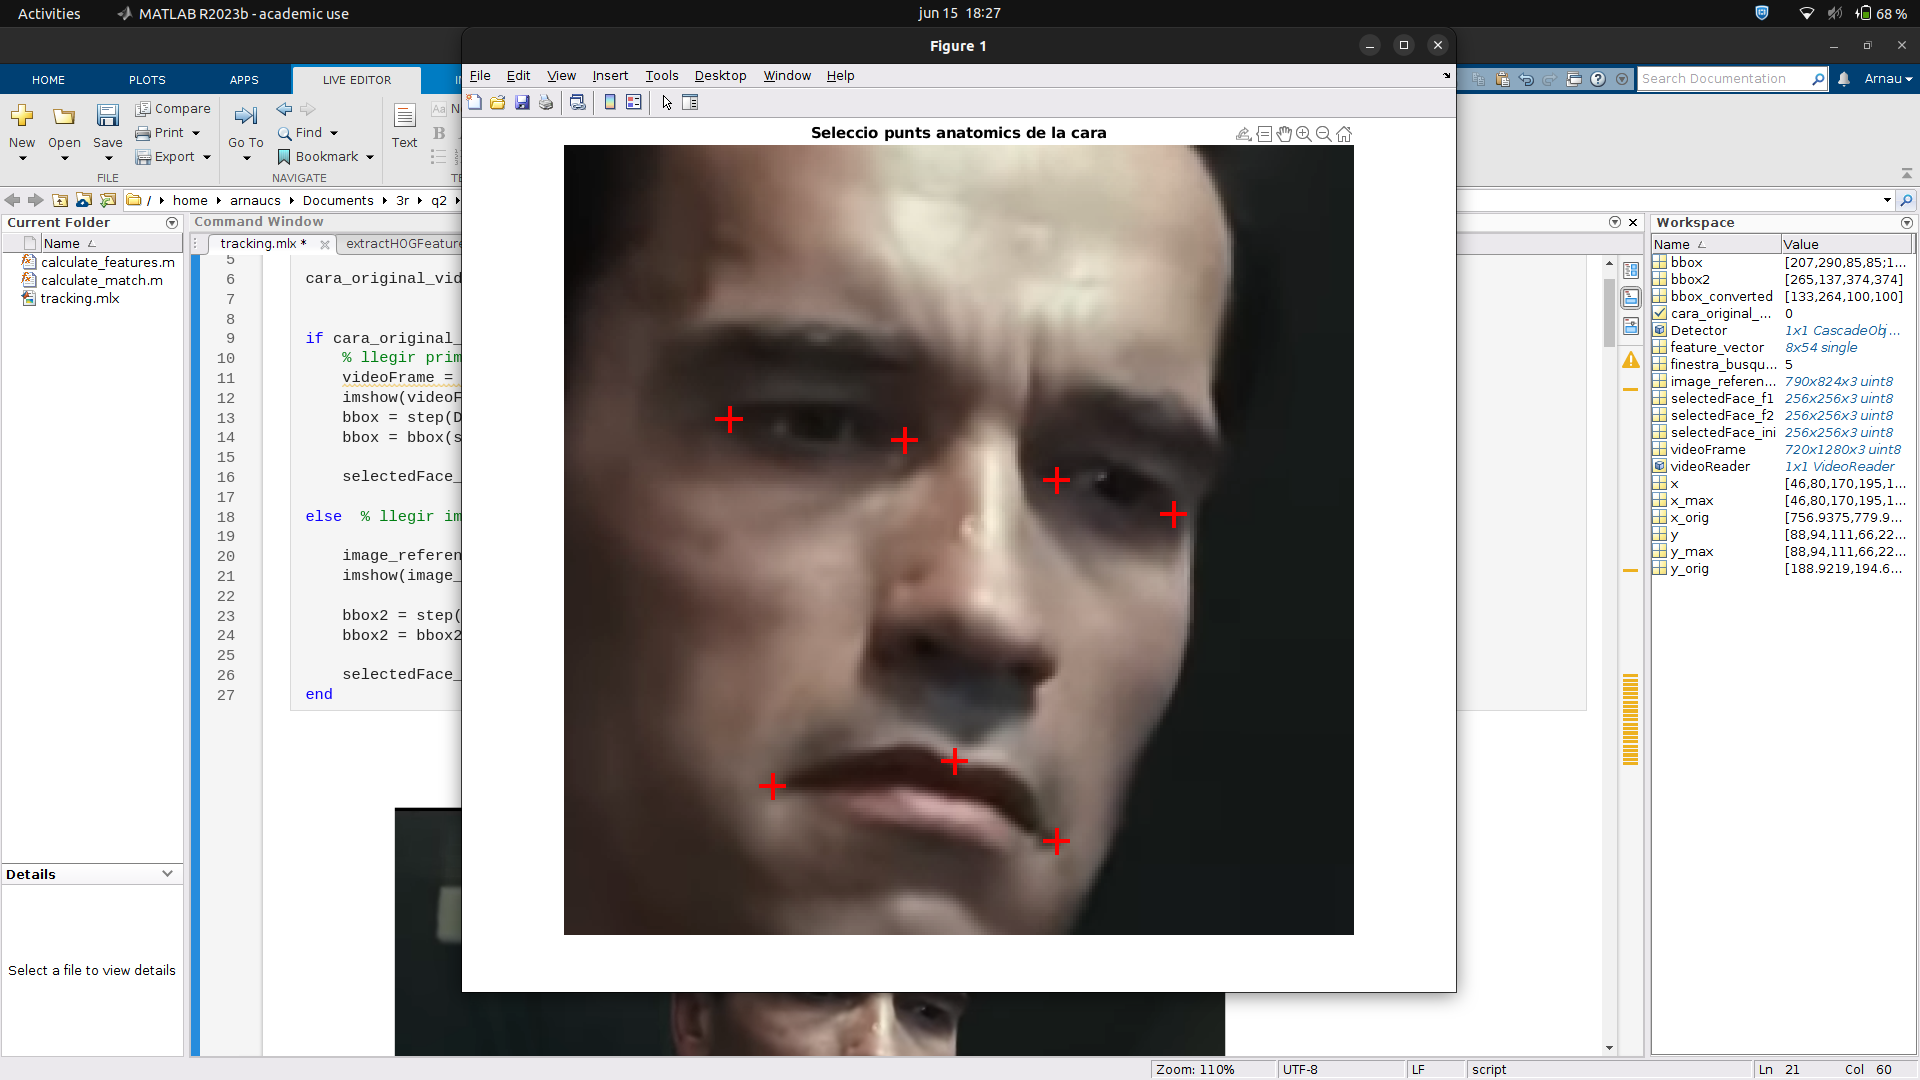 Activities
MATLAB R2023b - academic use
jun 15 18:27
68 %
Figure 1
File Edit View Insert Tools Desktop Window Help
HOME PLOTS APPS LIVE EDITOR
Search Documentation
Arnau
New Open Save
Compare
Print
Export
FILE
Go To
Find
Bookmark
NAVIGATE
Text
Aa
B
/ home arnaucs Documents 3r q2
Current Folder
Name
calculate_features.m
calculate_match.m
tracking.mlx
Details
Select a file to view details
Command Window
tracking.mlx *
extractHOGFeature
5
6 cara_original_vid
7
8
9 if cara_original_
10 % llegir prim
11 videoFrame =
12 imshow(videoF
13 bbox = step(D
14 bbox = bbox(s
15
16 selectedFace_
17
18 else % llegir im
19
20 image_referen
21 imshow(image_
22
23 bbox2 = step(
24 bbox2 = bbox2
25
26 selectedFace_
27 end
Seleccio punts anatomics de la cara
Workspace
Name Value
bbox [207,290,85,85;1...
bbox2 [265,137,374,374]
bbox_converted [133,264,100,100]
cara_original_... 0
Detector 1x1 CascadeObj...
feature_vector 8x54 single
finestra_busqu... 5
image_referen... 790x824x3 uint8
selectedFace_f1 256x256x3 uint8
selectedFace_f2 256x256x3 uint8
selectedFace_ini 256x256x3 uint8
videoFrame 720x1280x3 uint8
videoReader 1x1 VideoReader
x [46,80,170,195,1...
x_max [46,80,170,195,1...
x_orig [756.9375,779.9...
y [88,94,111,66,22...
y_max [88,94,111,66,22...
y_orig [188.9219,194.6...
Zoom: 110% UTF-8 LF script Ln 21 Col 60